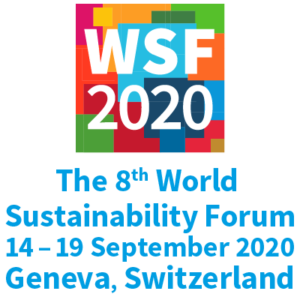 WSF
2020
The 8th World
Sustainability Forum
14 – 19 September 2020
Geneva, Switzerland